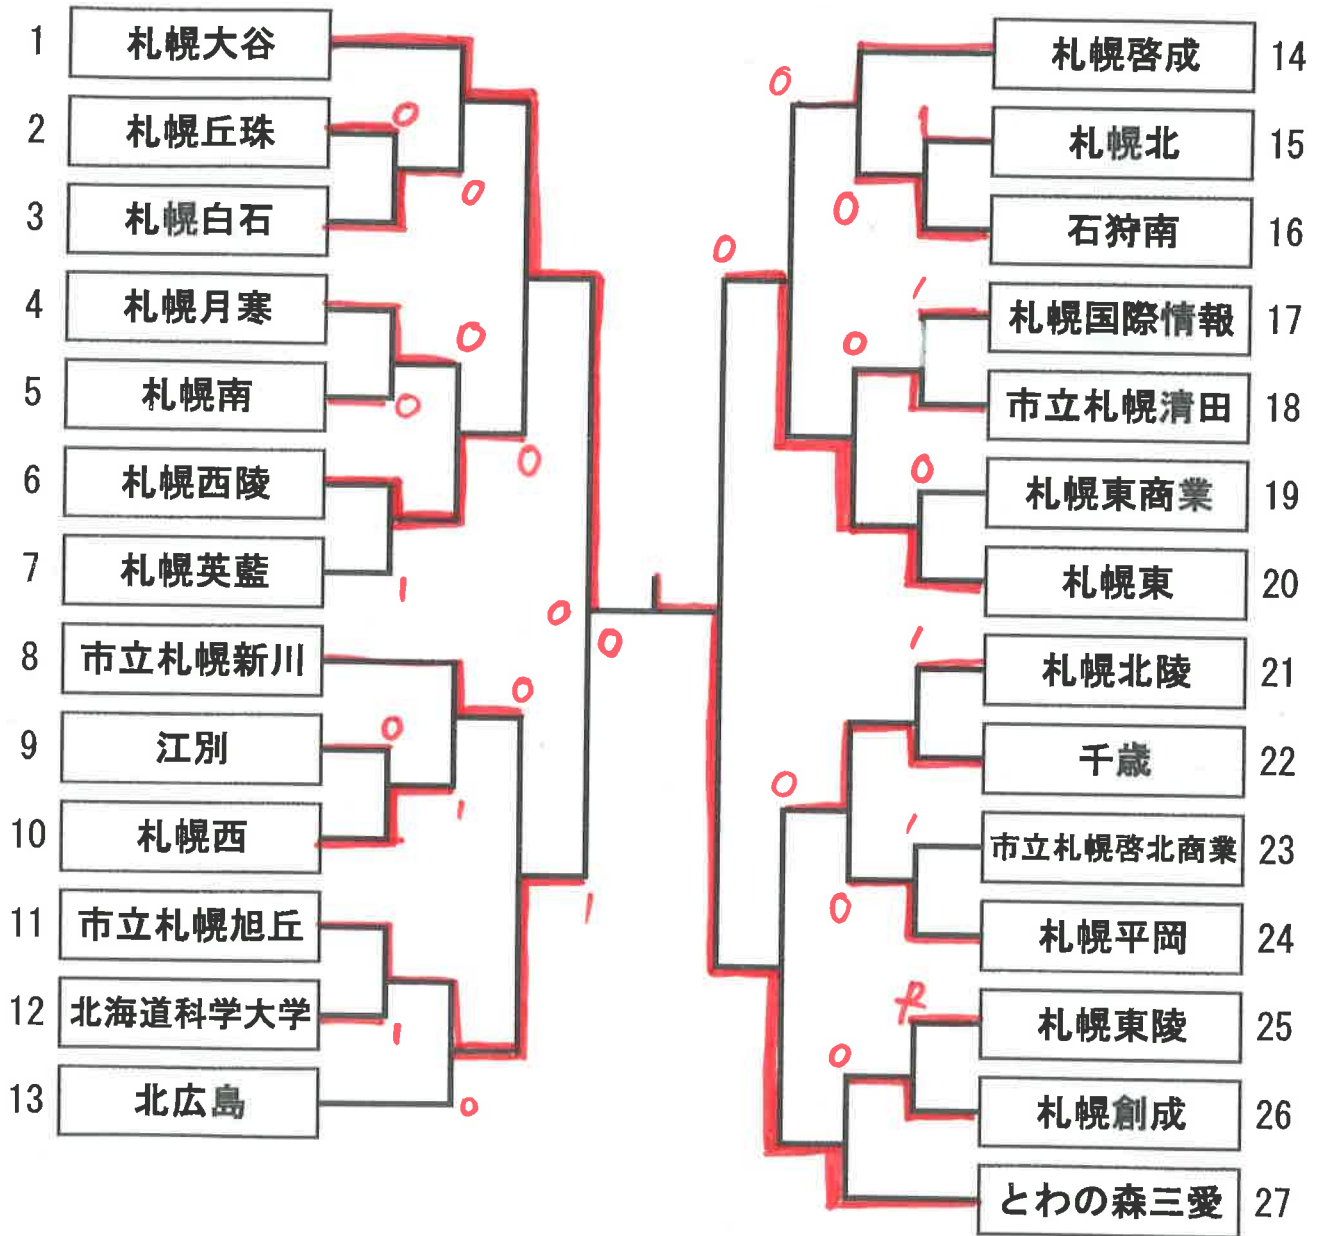 1 札幌大谷
2 札幌丘珠
0
3 札幌白石
0
4 札幌月寒
0
5 札幌南
0
6 札幌西陵
0
7 札幌英藍
1
8 市立札幌新川
0
0
0
9 江別
0
10 札幌西
1
11 市立札幌旭丘
1
12 北海道科学大学
1
13 北広島
0
札幌啓成 14
0
札幌北 15
1
石狩南 16
0
0
札幌国際情報 17
1
市立札幌清田 18
0
札幌東商業 19
0
札幌東 20
札幌北陵 21
1
千歳 22
0
市立札幌啓北商業 23
1
札幌平岡 24
0
札幌東陵 25
札幌創成 26
0
とわの森三愛 27